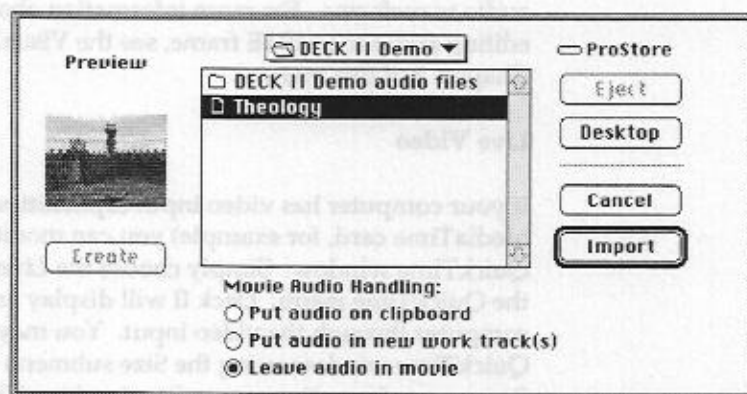 Preview
DECK II Demo
ProStore
DECK II Demo audio files
Theology
Eject
Desktop
Cancel
Import
Create
Movie Audio Handling:
Put audio on clipboard
Put audio in new work track(s)
Leave audio in movie